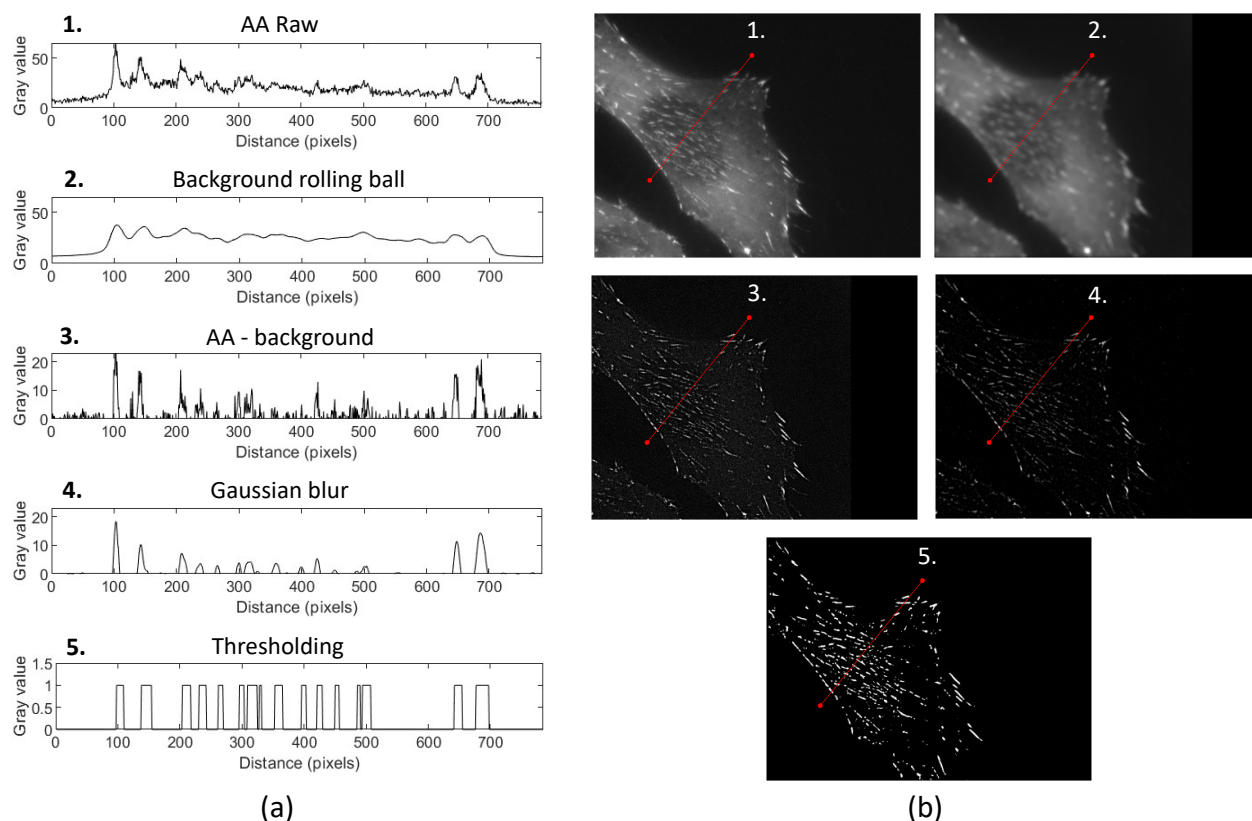 1. AA Raw
50
0
Gray value
0 100 200 300 400 500 600 700
Distance (pixels)
2. Background rolling ball
50
0
Gray value
0 100 200 300 400 500 600 700
Distance (pixels)
3. AA - background
20
10
0
Gray value
0 100 200 300 400 500 600 700
Distance (pixels)
4. Gaussian blur
20
10
0
Gray value
0 100 200 300 400 500 600 700
Distance (pixels)
5. Thresholding
1.5
1
0.5
0
Gray value
0 100 200 300 400 500 600 700
Distance (pixels)
(a)
1.
2.
3.
4.
5.
(b)